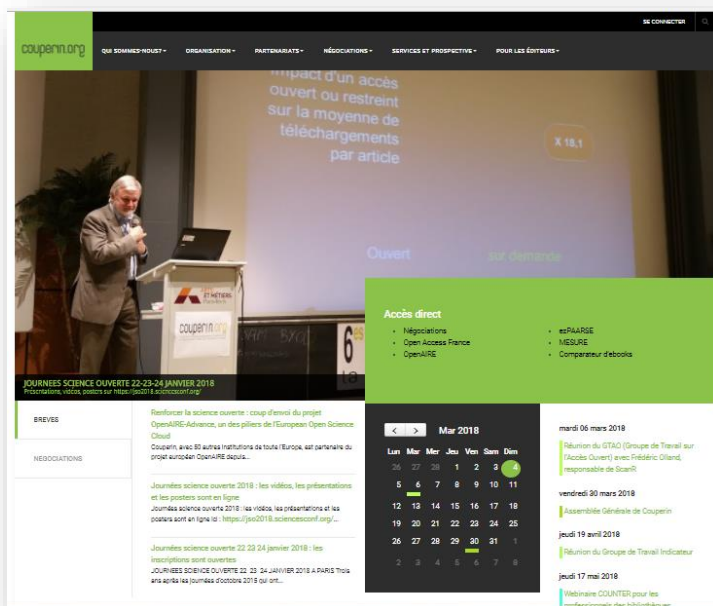 SE CONNECTER
couperin.org
QUI SOMMES-NOUS?
ORGANISATION
PARTENARIATS
NÉGOCIATIONS
SERVICES ET PROSPECTIVE
POUR LES ÉDITEURS
impact d'un accès
ouvert ou restreint
sur la moyenne de
téléchargements
par article
X 18,1
Ouvert
sur demande
ARTS
ET MÉTIERS
ParisTech
couperin.org
JOURNEES SCIENCE OUVERTE 22-23-24 JANVIER 2018
Présentations, vidéos, posters sur https://jso2018.sciencesconf.org/
Accès direct
Négociations
Open Access France
OpenAIRE
ezPAARSE
MESURE
Comparateur d'ebooks
BREVES
NEGOCIATIONS
Renforcer la science ouverte : coup d'envoi du projet
OpenAIRE-Advance, un des piliers de l'European Open Science
Cloud
Couperin, avec 50 autres institutions de toute l'Europe, est partenaire du
projet européen OpenAIRE depuis...
Journées science ouverte 2018 : les vidéos, les présentations
et les posters sont en ligne
Journées science ouverte 2018 : les vidéos, les présentations et les
posters sont en ligne ici : https://jso2018.sciencesconf.org/...
Journées science ouverte 22 23 24 janvier 2018 : les
inscriptions sont ouvertes
JOURNEES SCIENCE OUVERTE 22 23 24 JANVIER 2018 A PARIS Trois
ans après les journées d'octobre 2015 qui ont...
< > Mar 2018
Lun Mar Mer Jeu Ven Sam Dim
26 27 28 1 2 3 4
5 6 7 8 9 10 11
12 13 14 15 16 17 18
19 20 21 22 23 24 25
26 27 28 29 30 31 1
2 3 4 5 6 7 8
mardi 06 mars 2018
Réunion du GTAO (Groupe de Travail sur
l'Accès Ouvert) avec Frédéric Olland,
responsable de ScanR
vendredi 30 mars 2018
Assemblée Générale de Couperin
jeudi 19 avril 2018
Réunion du Groupe de Travail Indicateur
jeudi 17 mai 2018
Webinaire COUNTER pour les
professionnels des bibliothèques